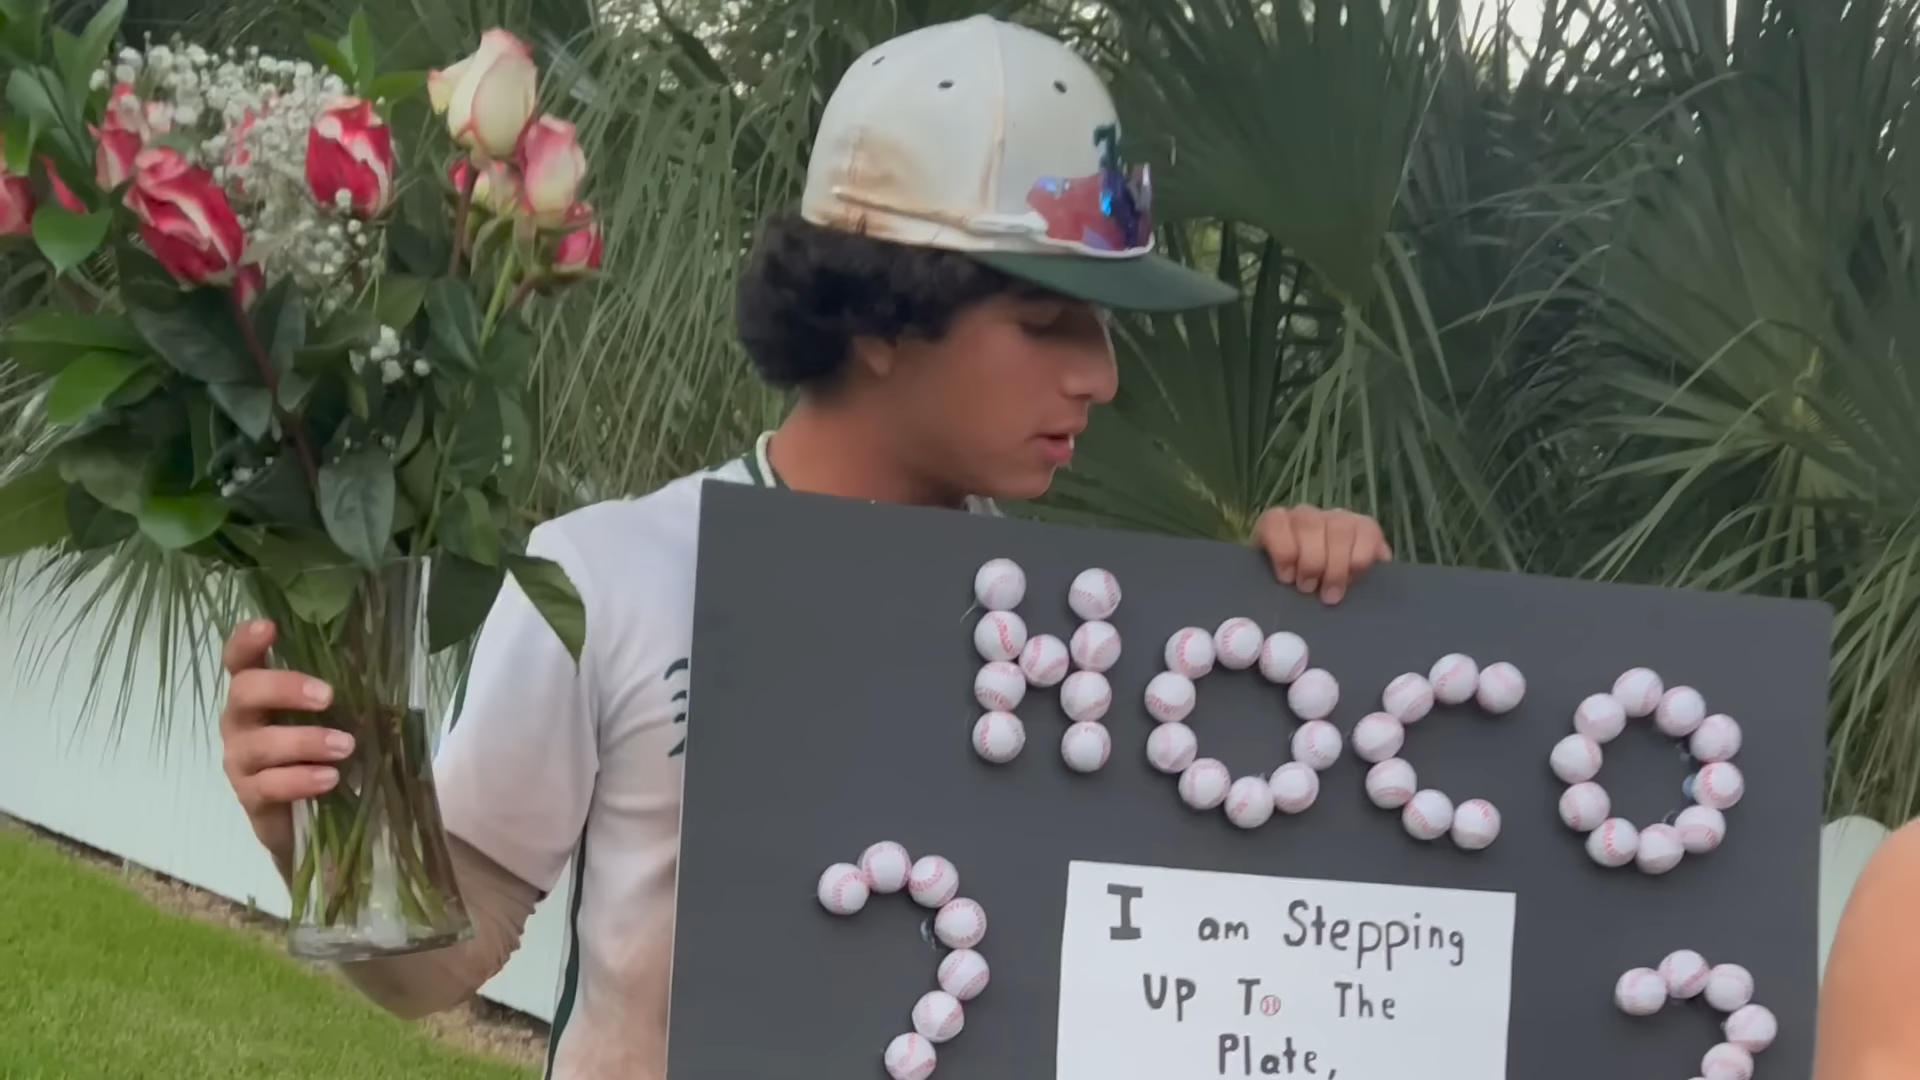 HOCO
? ?
I am Stepping
UP To The
Plate,